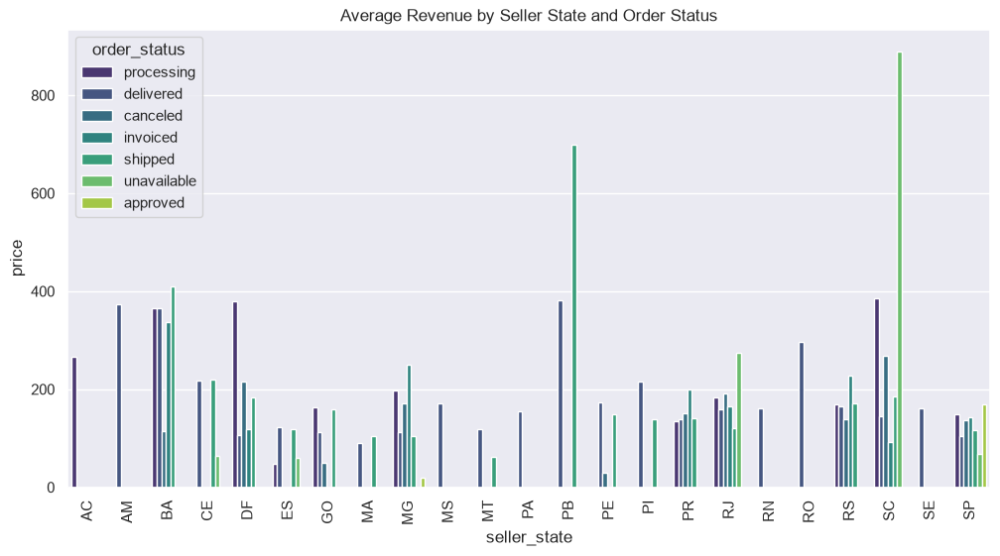 Average Revenue by Seller State and Order Status
order_status
processing
delivered
canceled
invoiced
shipped
unavailable
approved
price
800
600
400
200
0
AC AM BA CE DF ES GO MA MG MS MT PA PB PE PI PR RJ RN RO RS SC SE SP
seller_state